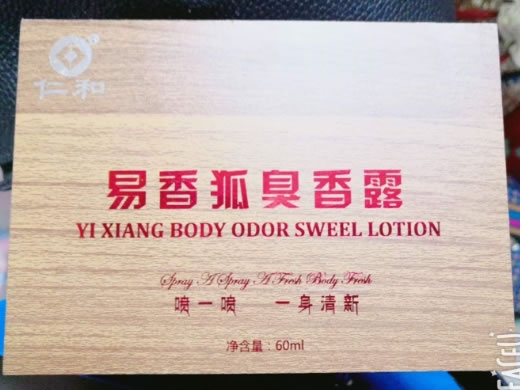 仁和
易香狐臭香露
YI XIANG BODY ODOR SWEEL LOTION
Spray A Spray A Fresh Body Fresh
喷一喷 一身清新
净含量：60ml
FACEU